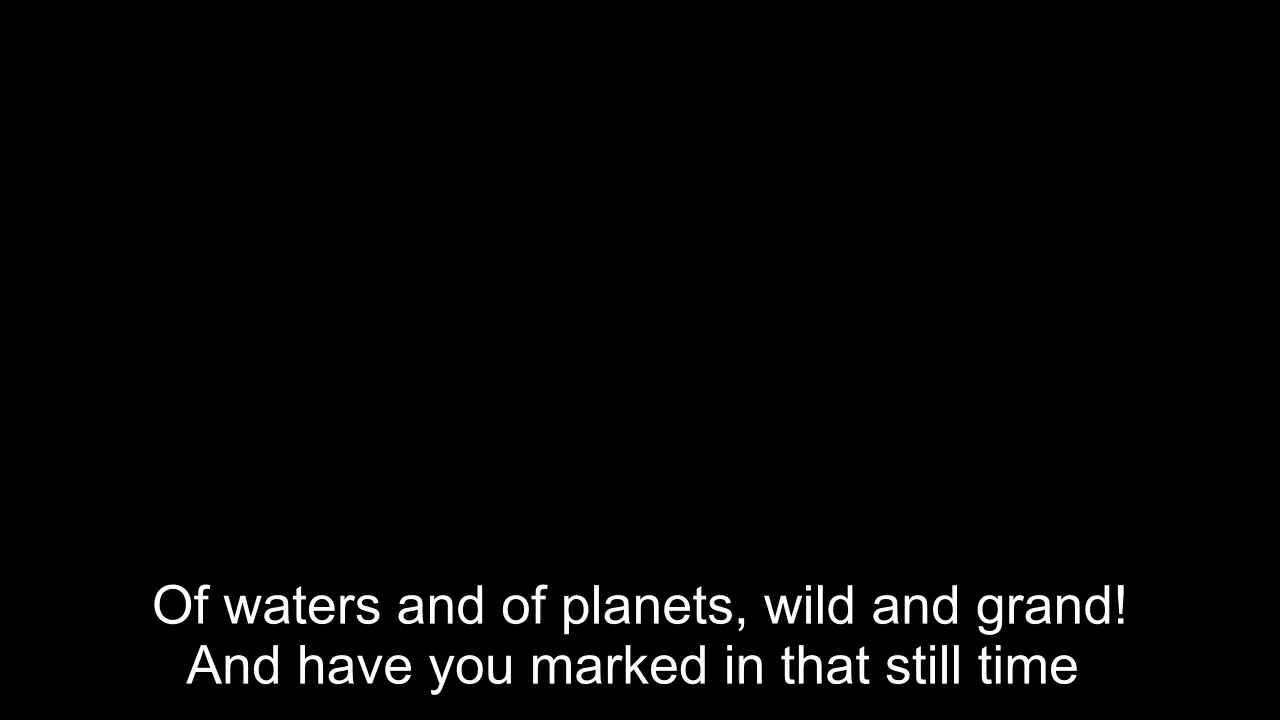 Of waters and of planets, wild and grand!
And have you marked in that still time